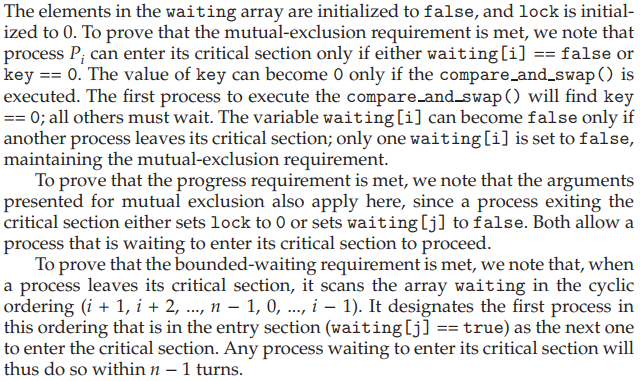 The elements in the waiting array are initialized to false, and lock is initial-
ized to 0. To prove that the mutual-exclusion requirement is met, we note that
process Pi can enter its critical section only if either waiting[i] == false or
key == 0. The value of key can become 0 only if the compare_and_swap() is
executed. The first process to execute the compare_and_swap() will find key
== 0; all others must wait. The variable waiting[i] can become false only if
another process leaves its critical section; only one waiting[i] is set to false,
maintaining the mutual-exclusion requirement.
To prove that the progress requirement is met, we note that the arguments
presented for mutual exclusion also apply here, since a process exiting the
critical section either sets lock to 0 or sets waiting[j] to false. Both allow a
process that is waiting to enter its critical section to proceed.
To prove that the bounded-waiting requirement is met, we note that, when
a process leaves its critical section, it scans the array waiting in the cyclic
ordering (i + 1, i + 2, ..., n − 1, 0, ..., i − 1). It designates the first process in
this ordering that is in the entry section (waiting[j] == true) as the next one
to enter the critical section. Any process waiting to enter its critical section will
thus do so within n − 1 turns.